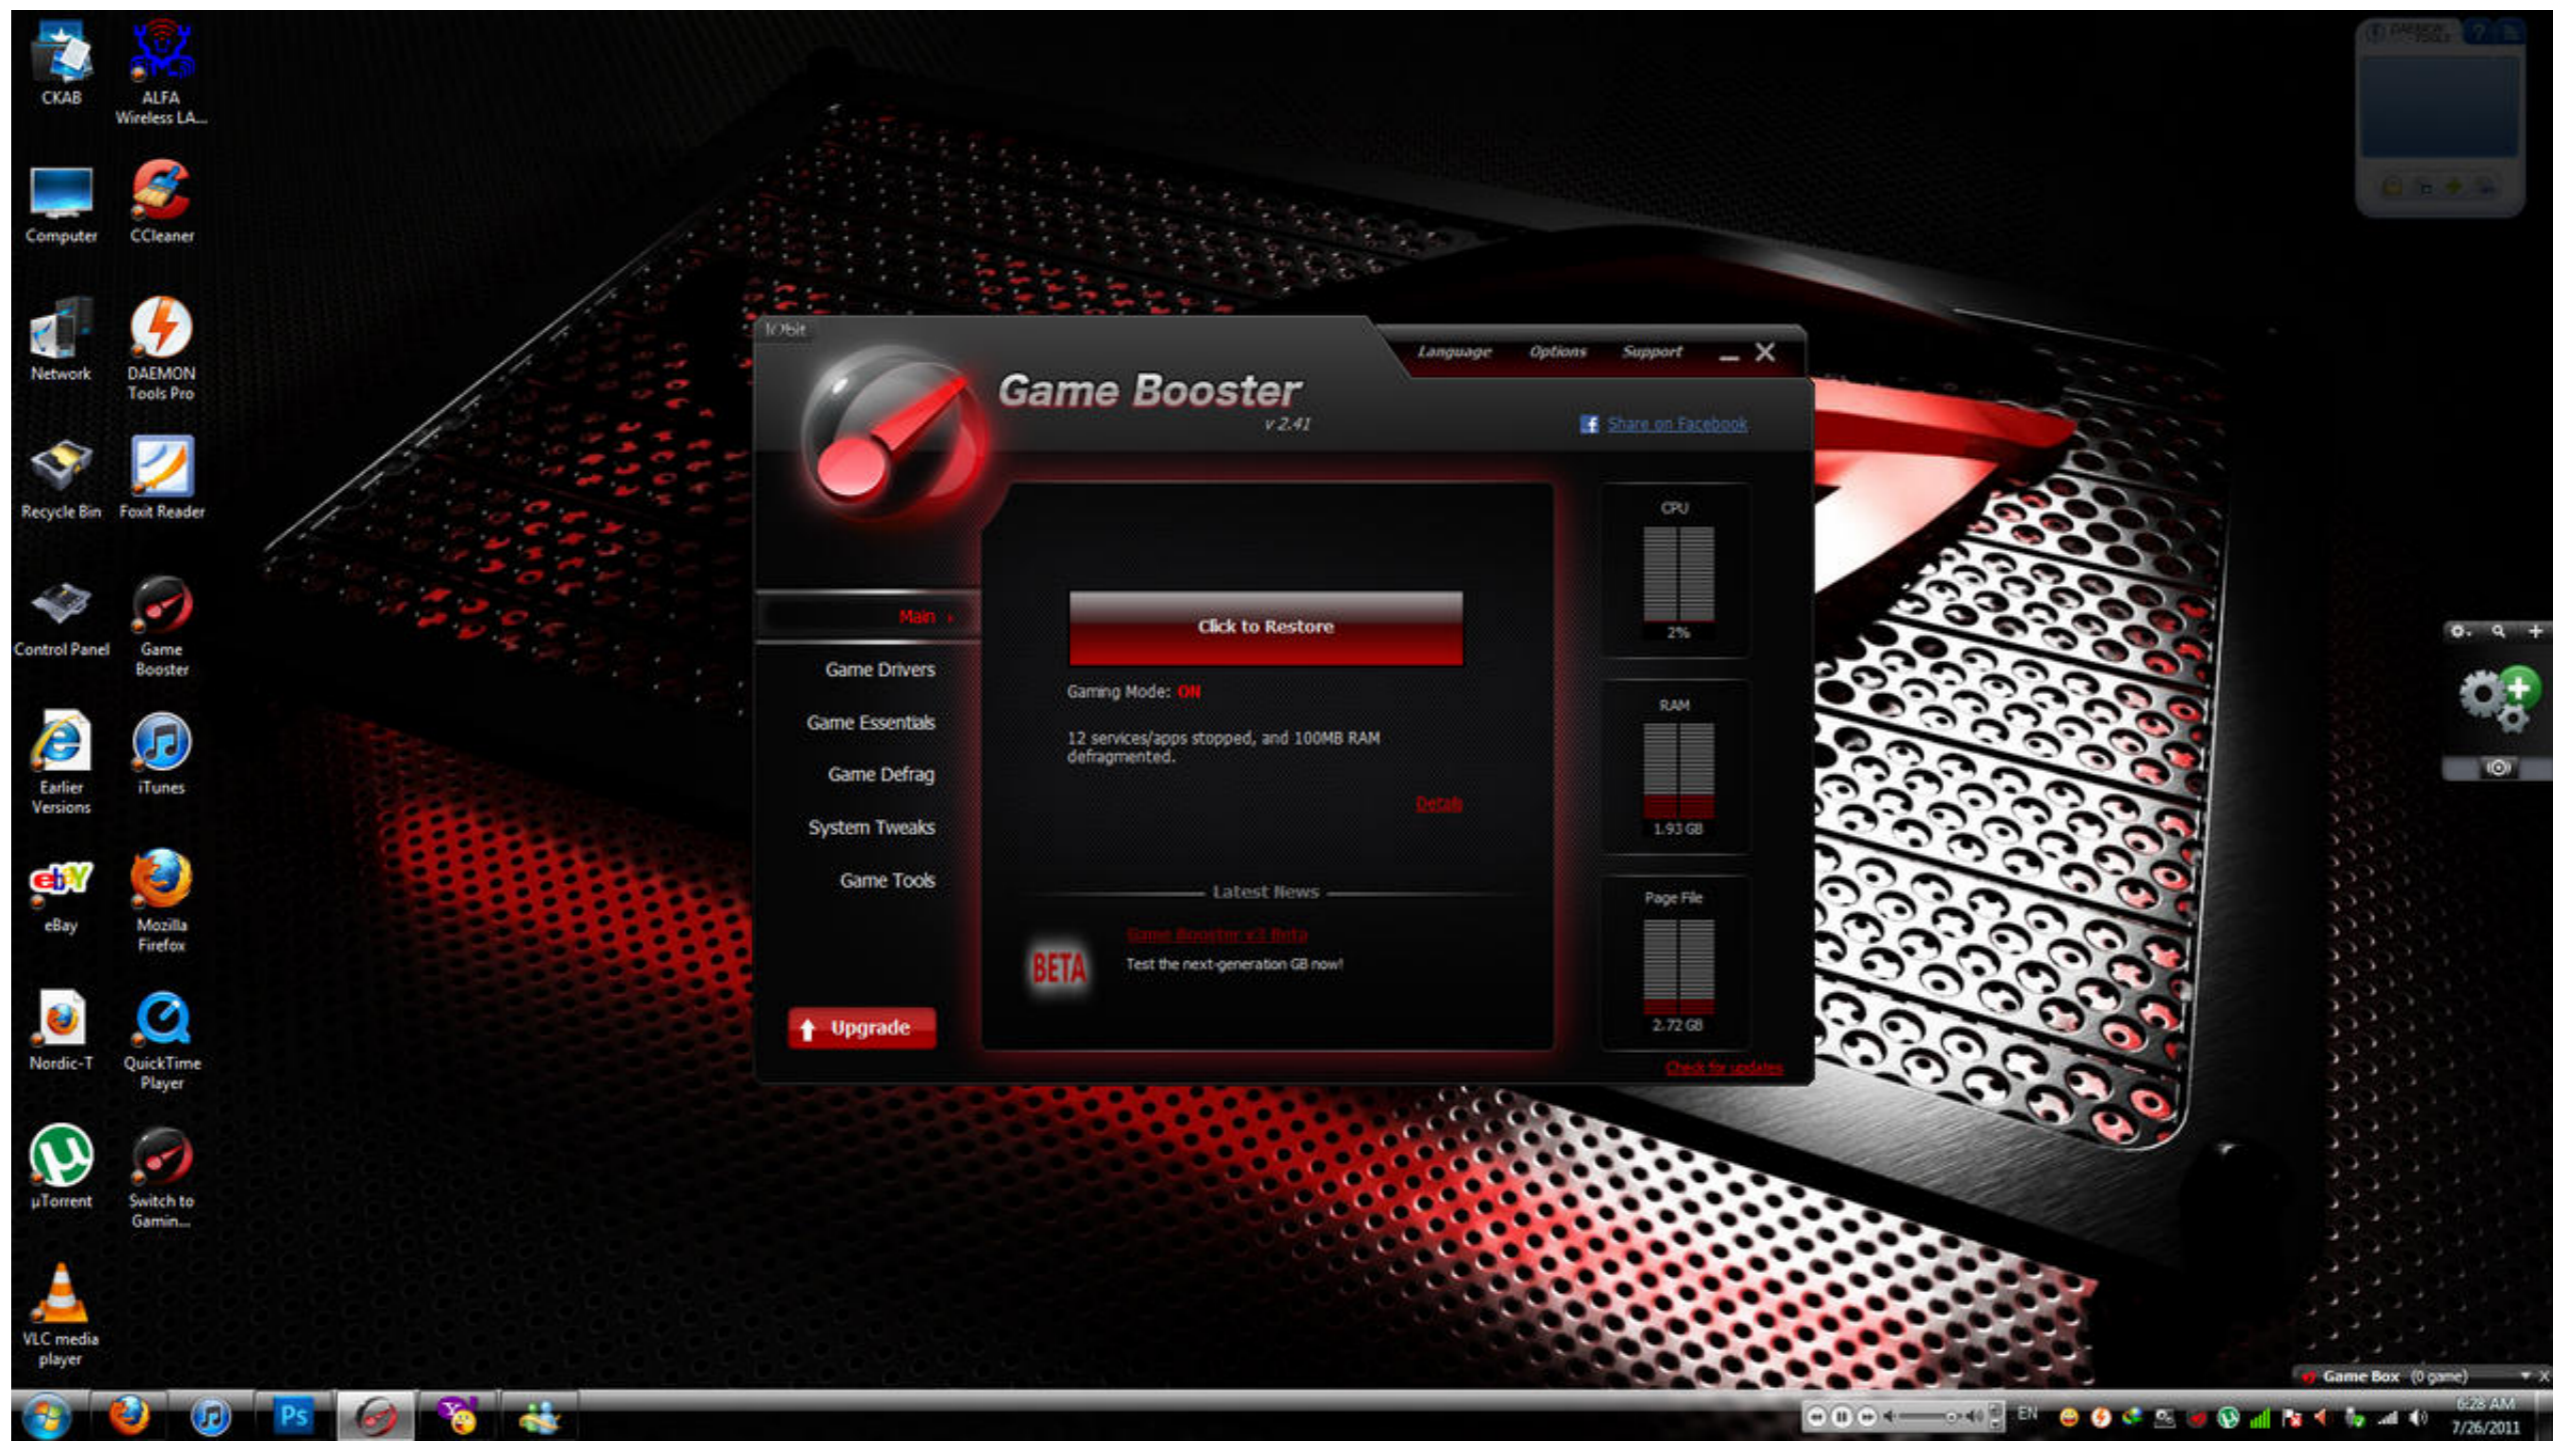 CKAB
ALFA
Wireless LA...
Computer
CCleaner
Network
DAEMON
Tools Pro
Recycle Bin
Foxit Reader
Control Panel
Game
Booster
Earlier
Versions
iTunes
eBay
Mozilla
Firefox
Nordic-T
QuickTime
Player
µTorrent
Switch to
Gamin...
VLC media
player
IObit
Game Booster
v 2.41
Language
Options
Support
Share on Facebook
Main
Game Drivers
Game Essentials
Game Defrag
System Tweaks
Game Tools
Upgrade
Click to Restore
Gaming Mode: ON
12 services/apps stopped, and 100MB RAM
defragmented.
Details
Latest News
BETA
Game Booster v3 Beta
Test the next-generation GB now!
CPU
2%
RAM
1.93 GB
Page File
2.72 GB
Check for updates
DAEMON
TOOLS
Game Box (0 game)
Ps
EN
6:28 AM
7/26/2011